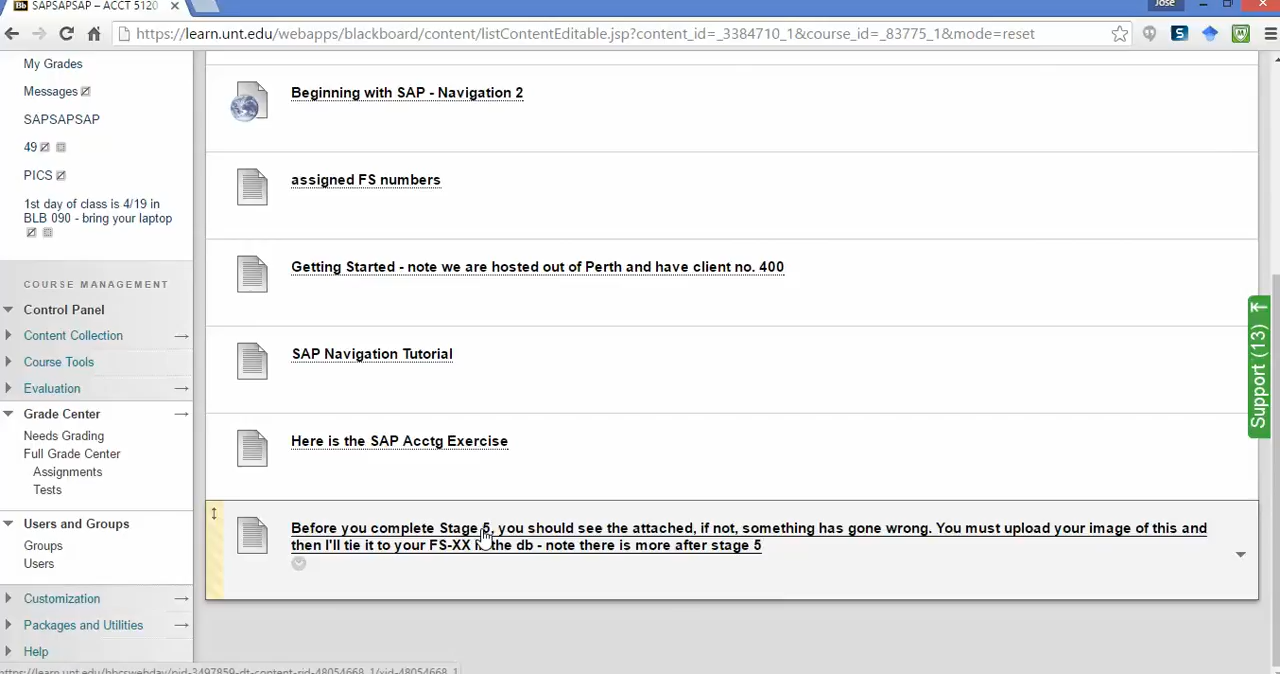 SAPSAPSAP – ACCT 5120
Jose
https://learn.unt.edu/webapps/blackboard/content/listContentEditable.jsp?content_id=_3384710_1&course_id=_83775_1&mode=reset
My Grades
Messages
SAPSAPSAP
49
PICS
1st day of class is 4/19 in
BLB 090 - bring your laptop
COURSE MANAGEMENT
Control Panel
Content Collection
Course Tools
Evaluation
Grade Center
Needs Grading
Full Grade Center
Assignments
Tests
Users and Groups
Groups
Users
Customization
Packages and Utilities
Help
Beginning with SAP - Navigation 2
assigned FS numbers
Getting Started - note we are hosted out of Perth and have client no. 400
SAP Navigation Tutorial
Here is the SAP Acctg Exercise
Before you complete Stage 5, you should see the attached, if not, something has gone wrong. You must upload your image of this and
then I'll tie it to your FS-XX in the db - note there is more after stage 5
Support (13)